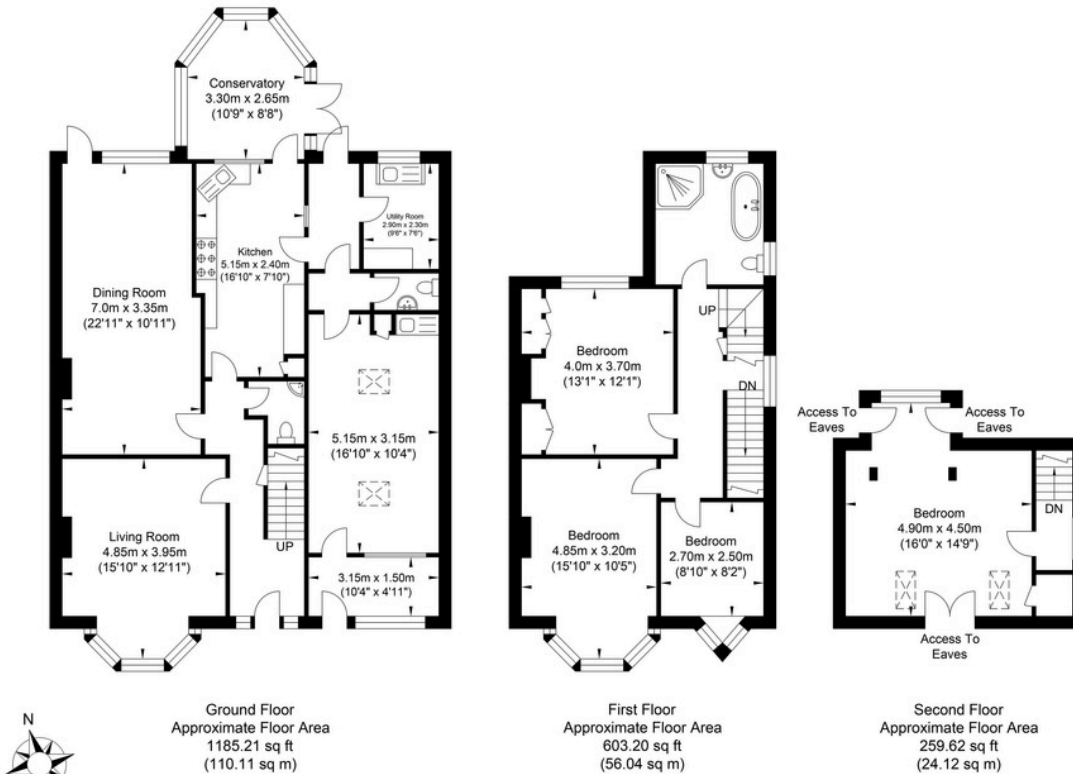 Conservatory
3.30m x 2.65m
(10'9" x 8'8")
Utility Room
2.90m x 2.30m
(9'6" x 7'6")
Kitchen
5.15m x 2.40m
(16'10" x 7'10")
Dining Room
7.0m x 3.35m
(22'11" x 10'11")
5.15m x 3.15m
(16'10" x 10'4")
Living Room
4.85m x 3.95m
(15'10" x 12'11")
UP
3.15m x 1.50m
(10'4" x 4'11")
Ground Floor
Approximate Floor Area
1185.21 sq ft
(110.11 sq m)
N
UP
Bedroom
4.0m x 3.70m
(13'1" x 12'1")
DN
Bedroom
4.85m x 3.20m
(15'10" x 10'5")
Bedroom
2.70m x 2.50m
(8'10" x 8'2")
First Floor
Approximate Floor Area
603.20 sq ft
(56.04 sq m)
Access To
Eaves
Access To
Eaves
Bedroom
4.90m x 4.50m
(16'0" x 14'9")
DN
Access To
Eaves
Second Floor
Approximate Floor Area
259.62 sq ft
(24.12 sq m)